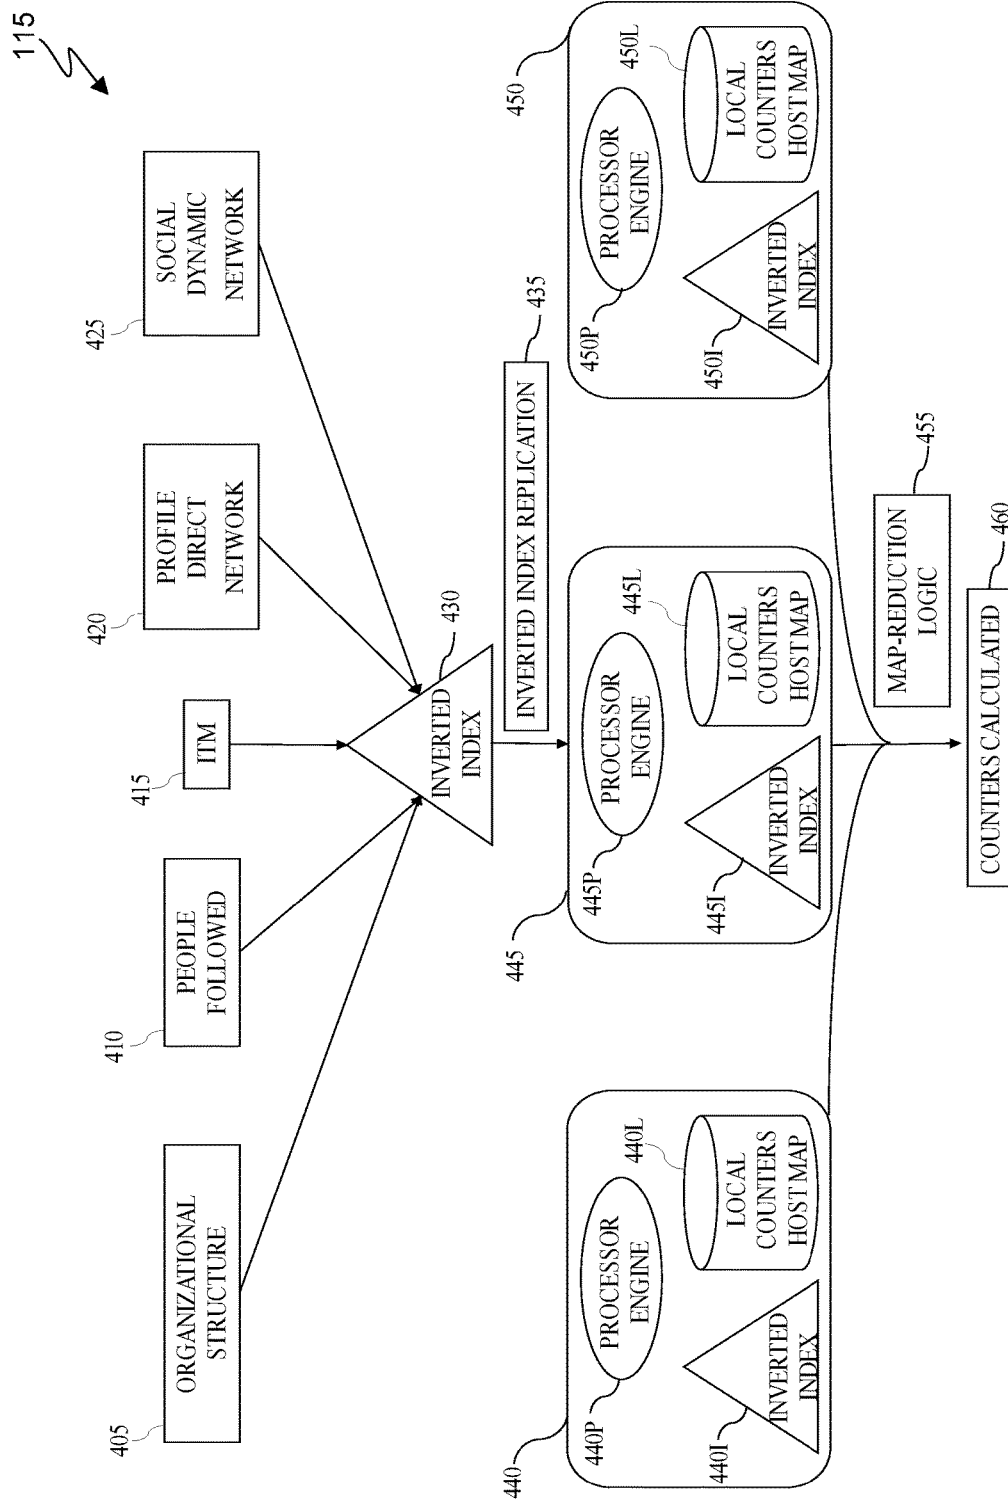 115
405
ORGANIZATIONAL
STRUCTURE
410
PEOPLE
FOLLOWED
415
ITM
420
PROFILE
DIRECT
NETWORK
425
SOCIAL
DYNAMIC
NETWORK
INVERTED
INDEX
430
INVERTED INDEX REPLICATION
435
440
440P
PROCESSOR
ENGINE
440I
INVERTED
INDEX
440L
LOCAL
COUNTERS
HOST MAP
445
445P
PROCESSOR
ENGINE
445I
INVERTED
INDEX
445L
LOCAL
COUNTERS
HOST MAP
450
450P
PROCESSOR
ENGINE
450I
INVERTED
INDEX
450L
LOCAL
COUNTERS
HOST MAP
MAP-REDUCTION
LOGIC
455
COUNTERS CALCULATED
460